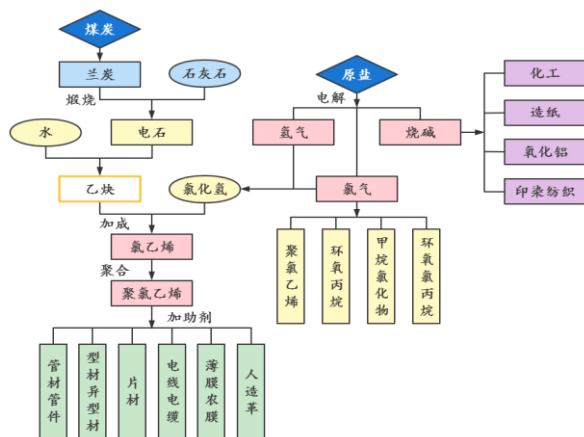 煤炭
兰炭
石灰石
煅烧
水
电石
乙炔
氯化氢
加成
氯乙烯
聚合
聚氯乙烯
加助剂
管材管件
型材异型材
片材
电线电缆
薄膜农膜
人造革
原盐
电解
氢气
烧碱
氯气
聚氯乙烯
环氧丙烷
甲烷氯化物
环氧氯丙烷
化工
造纸
氧化铝
印染纺织